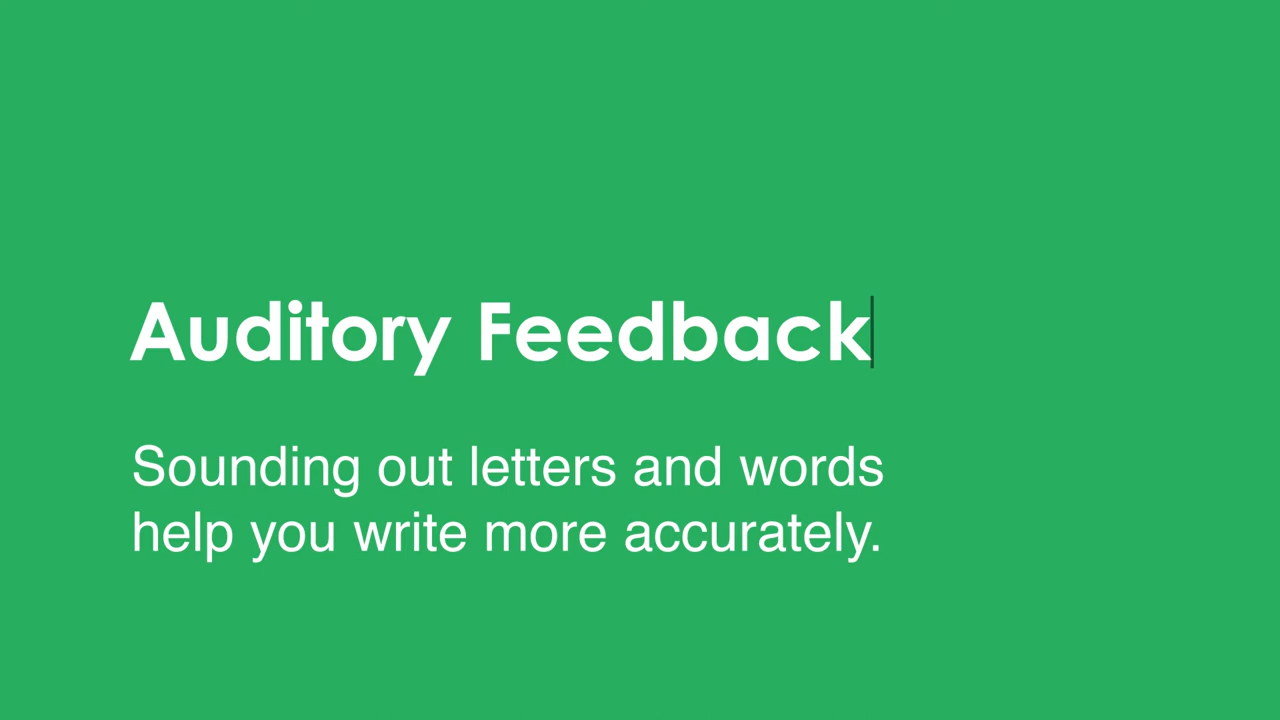 Auditory Feedback
Sounding out letters and words
help you write more accurately.